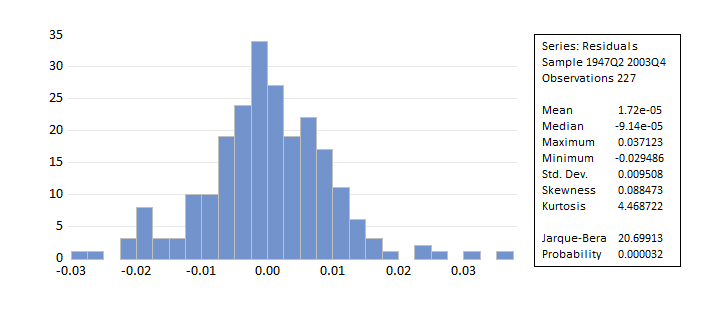 35
30
25
20
15
10
5
0
-0.03 -0.02 -0.01 0.00 0.01 0.02 0.03
Series: Residuals
Sample 1947Q2 2003Q4
Observations 227
Mean 1.72e-05
Median -9.14e-05
Maximum 0.037123
Minimum -0.029486
Std. Dev. 0.009508
Skewness 0.088473
Kurtosis 4.468722
Jarque-Bera 20.69913
Probability 0.000032